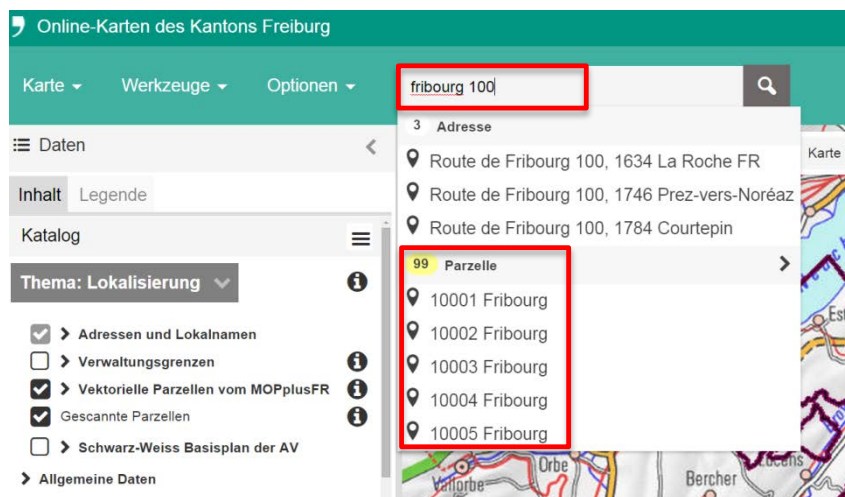 Online-Karten des Kantons Freiburg
Karte Werkzeuge Optionen
fribourg 100
3 Adresse
Route de Fribourg 100, 1634 La Roche FR
Route de Fribourg 100, 1746 Prez-vers-Noréaz
Route de Fribourg 100, 1784 Courtepin
99 Parzelle
10001 Fribourg
10002 Fribourg
10003 Fribourg
10004 Fribourg
10005 Fribourg
Daten
Inhalt Legende
Katalog
Thema: Lokalisierung
Adressen und Lokalnamen
Verwaltungsgrenzen
Vektorielle Parzellen vom MOPplusFR
Gescannte Parzellen
Schwarz-Weiss Basisplan der AV
Allgemeine Daten
Karte
Orbe
Vallorbe
Bercher